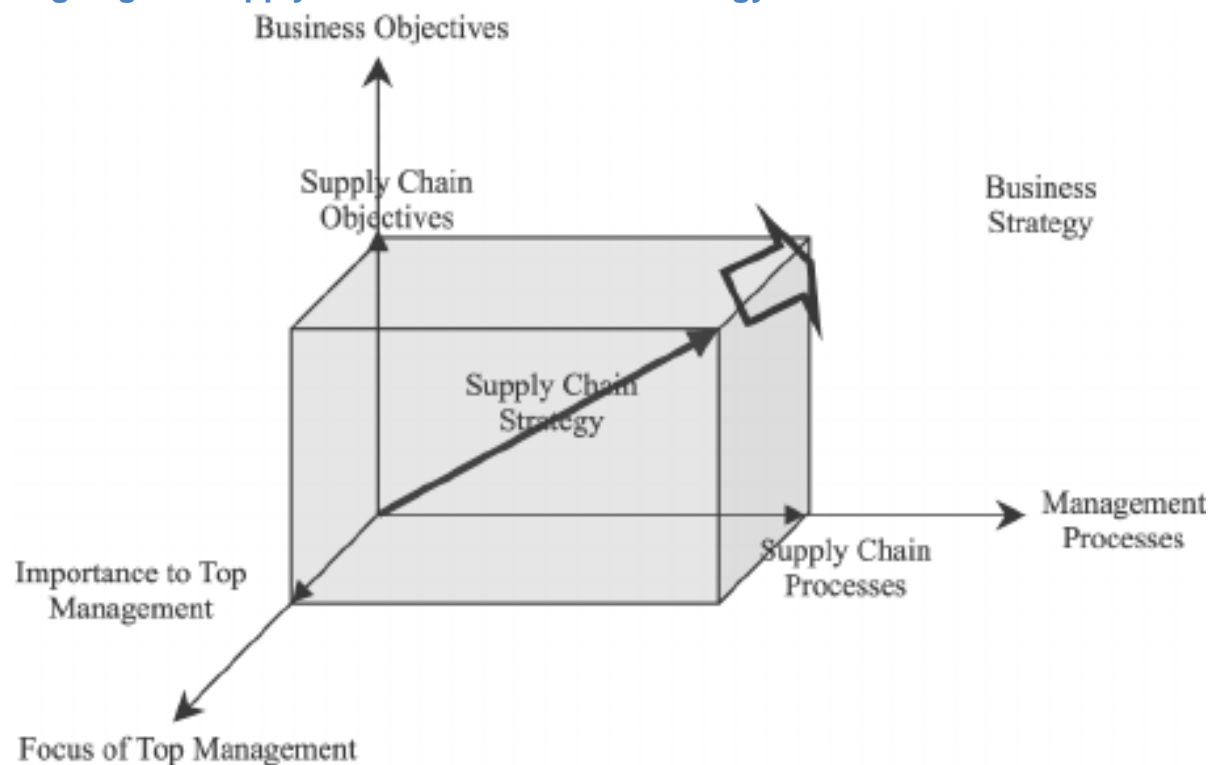 Business Objectives
Supply Chain
Objectives
Business
Strategy
Supply Chain
Strategy
Management
Processes
Supply Chain
Processes
Importance to Top
Management
Focus of Top Management